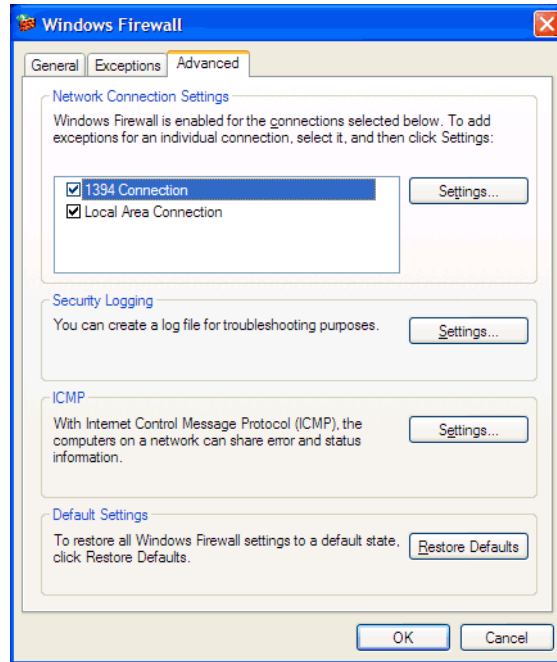 Windows Firewall
General
Exceptions
Advanced
Network Connection Settings
Windows Firewall is enabled for the connections selected below. To add
exceptions for an individual connection, select it, and then click Settings:
1394 Connection
Local Area Connection
Settings...
Security Logging
You can create a log file for troubleshooting purposes.
Settings...
ICMP
With Internet Control Message Protocol (ICMP), the
computers on a network can share error and status
information.
Settings...
Default Settings
To restore all Windows Firewall settings to a default state,
click Restore Defaults.
Restore Defaults
OK
Cancel